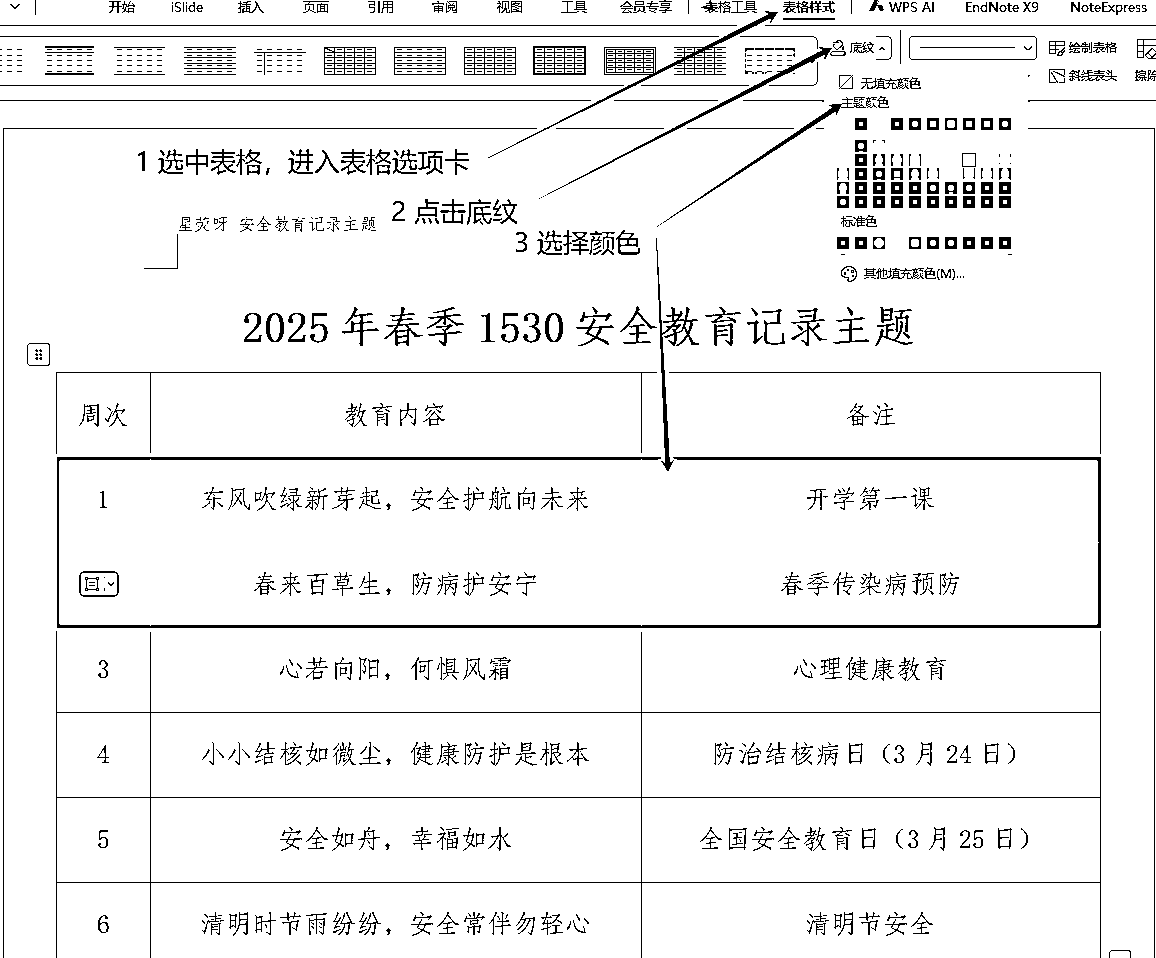 开始 iSlide 插入 页面 引用 审阅 视图 工具 会员专享 表格工具 表格样式 WPS AI EndNote X9 NoteExpress
底纹 绘制表格
斜线表头 擦除
无填充颜色
主题颜色
标准色
其他填充颜色(M)...
1 选中表格，进入表格选项卡
2 点击底纹
3 选择颜色
星荧呀 安全教育记录主题
2025 年春季 1530 安全教育记录主题
周次 教育内容 备注
1 东风吹绿新芽起，安全护航向未来 开学第一课
春来百草生，防病护安宁 春季传染病预防
3 心若向阳，何惧风霜 心理健康教育
4 小小结核如微尘，健康防护是根本 防治结核病日（3 月 24 日）
5 安全如舟，幸福如水 全国安全教育日（3 月 25 日）
6 清明时节雨纷纷，安全常伴勿轻心 清明节安全